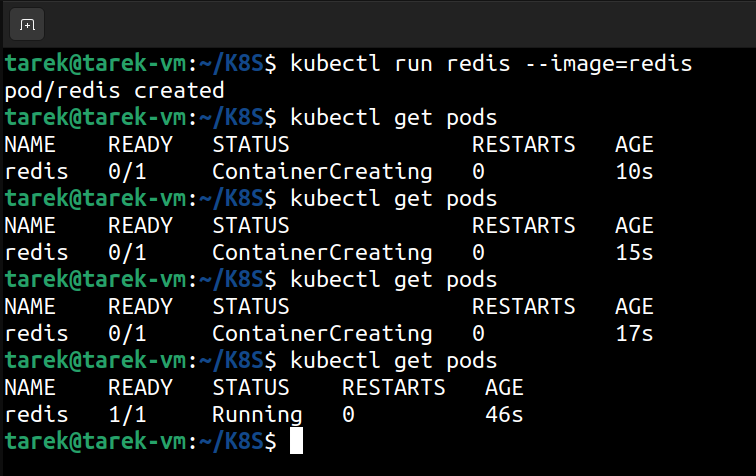 tarek@tarek-vm:~/K8S$ kubectl run redis --image=redis
pod/redis created
tarek@tarek-vm:~/K8S$ kubectl get pods
NAME    READY   STATUS              RESTARTS   AGE
redis   0/1     ContainerCreating   0          10s
tarek@tarek-vm:~/K8S$ kubectl get pods
NAME    READY   STATUS              RESTARTS   AGE
redis   0/1     ContainerCreating   0          15s
tarek@tarek-vm:~/K8S$ kubectl get pods
NAME    READY   STATUS              RESTARTS   AGE
redis   0/1     ContainerCreating   0          17s
tarek@tarek-vm:~/K8S$ kubectl get pods
NAME    READY   STATUS    RESTARTS   AGE
redis   1/1     Running   0          46s
tarek@tarek-vm:~/K8S$